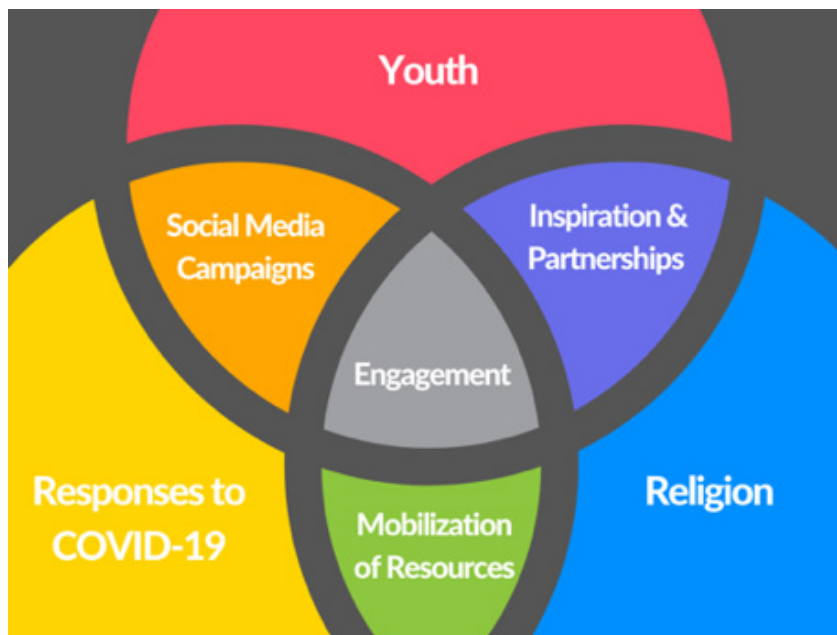 Youth
Social Media
Campaigns
Inspiration &
Partnerships
Engagement
Responses to
COVID-19
Religion
Mobilization
of Resources